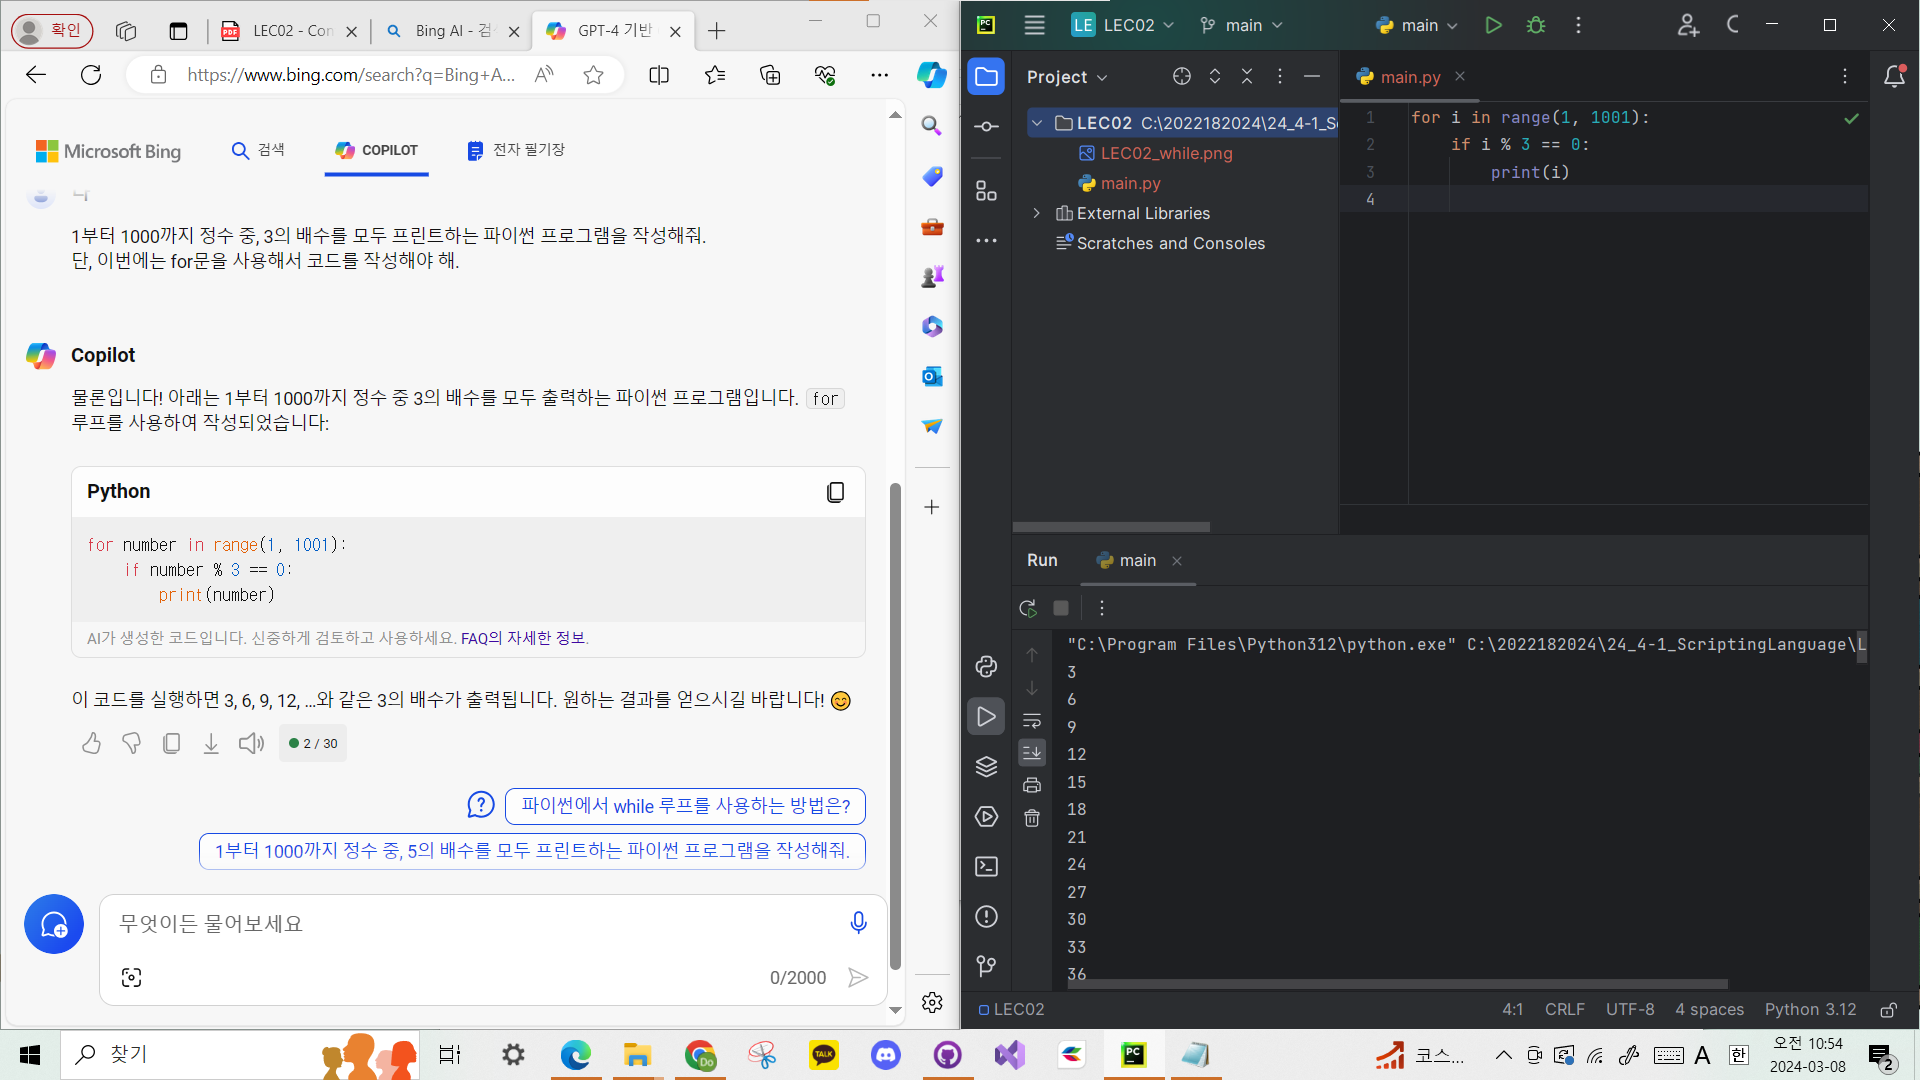 확인
LEC02 - Con
Bing AI - 검
GPT-4 기반
https://www.bing.com/search?q=Bing+A...
Microsoft Bing
검색
COPILOT
전자 필기장
1부터 1000까지 정수 중, 3의 배수를 모두 프린트하는 파이썬 프로그램을 작성해줘.
단, 이번에는 for문을 사용해서 코드를 작성해야 해.
Copilot
물론입니다! 아래는 1부터 1000까지 정수 중 3의 배수를 모두 출력하는 파이썬 프로그램입니다. for
루프를 사용하여 작성되었습니다:
Python
for number in range(1, 1001):
    if number % 3 == 0:
        print(number)
AI가 생성한 코드입니다. 신중하게 검토하고 사용하세요. FAQ의 자세한 정보.
이 코드를 실행하면 3, 6, 9, 12, …와 같은 3의 배수가 출력됩니다. 원하는 결과를 얻으시길 바랍니다! 😊
2 / 30
파이썬에서 while 루프를 사용하는 방법은?
1부터 1000까지 정수 중, 5의 배수를 모두 프린트하는 파이썬 프로그램을 작성해줘.
무엇이든 물어보세요
0/2000
LE LEC02
main
main
Project
LEC02 C:\2022182024\24_4-1_S
LEC02_while.png
main.py
External Libraries
Scratches and Consoles
main.py
1 for i in range(1, 1001):
2     if i % 3 == 0:
3         print(i)
4
Run
main
"C:\Program Files\Python312\python.exe" C:\2022182024\24_4-1_ScriptingLanguage\L
3
6
9
12
15
18
21
24
27
30
33
36
LEC02
4:1
CRLF
UTF-8
4 spaces
Python 3.12
찾기
코스...
A
한
오전 10:54
2024-03-08
2